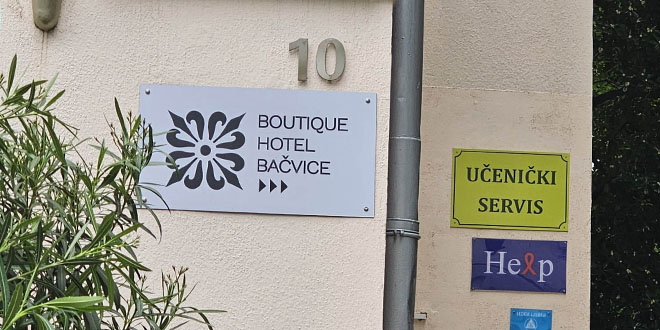 10
BOUTIQUE
HOTEL
BAČVICE
UČENIČKI
SERVIS
Help